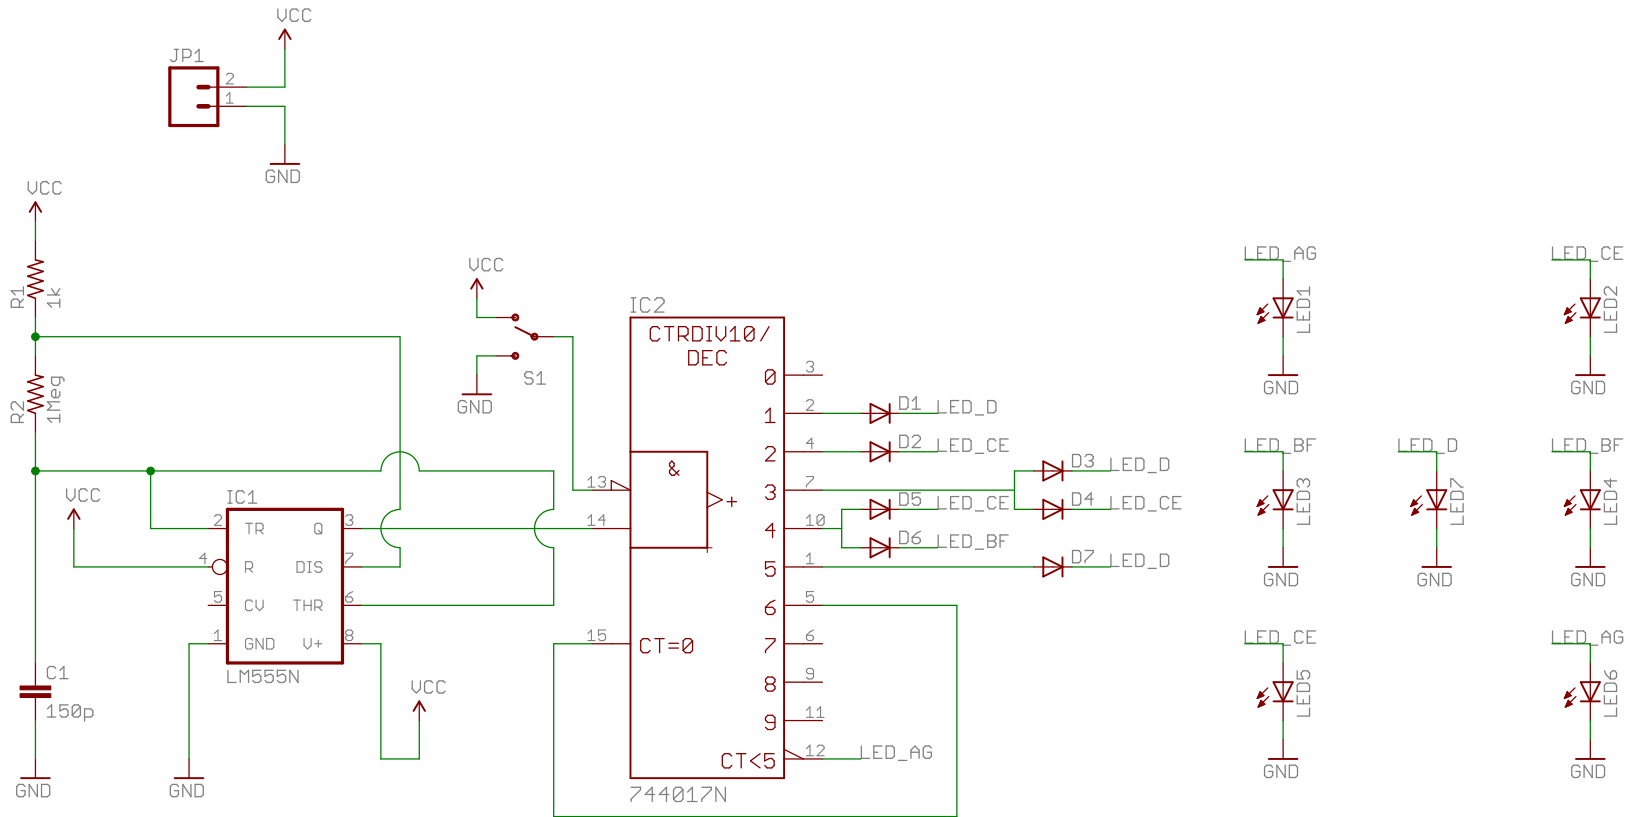 VCC
JP1
2
1
GND
VCC
R1
1k
R2
1Meg
VCC
IC1
2
TR
Q
3
4
R
DIS
7
5
CV
THR
6
1
GND
V+
8
LM555N
C1
150p
GND
GND
VCC
VCC
S1
GND
IC2
CTRDIV10/
DEC
0
3
1
2
D1
LED_D
2
4
D2
LED_CE
&
13
+
3
7
D3
LED_D
D4
LED_CE
14
4
10
D5
LED_CE
D6
LED_BF
5
1
D7
LED_D
6
5
15
CT=0
7
6
8
9
9
11
CT<5
12
LED_AG
744017N
LED_AG
LED1
GND
LED_CE
LED2
GND
LED_BF
LED3
GND
LED_D
LED7
GND
LED_BF
LED4
GND
LED_CE
LED5
GND
LED_AG
LED6
GND